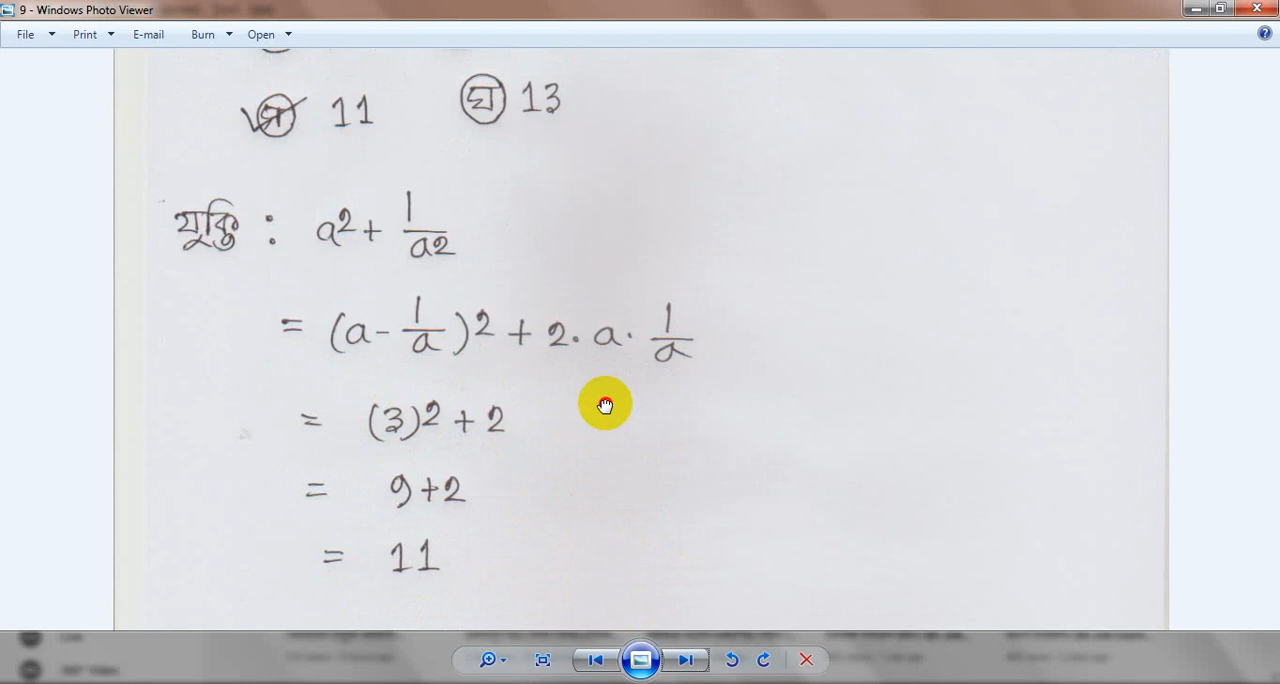 9 - Windows Photo Viewer
File Print E-mail Burn Open
গ 11 ঘ 13
যুক্তি : a² + 1/a²
= (a - 1/a)² + 2 . a . 1/a
= (3)² + 2
= 9 + 2
= 11